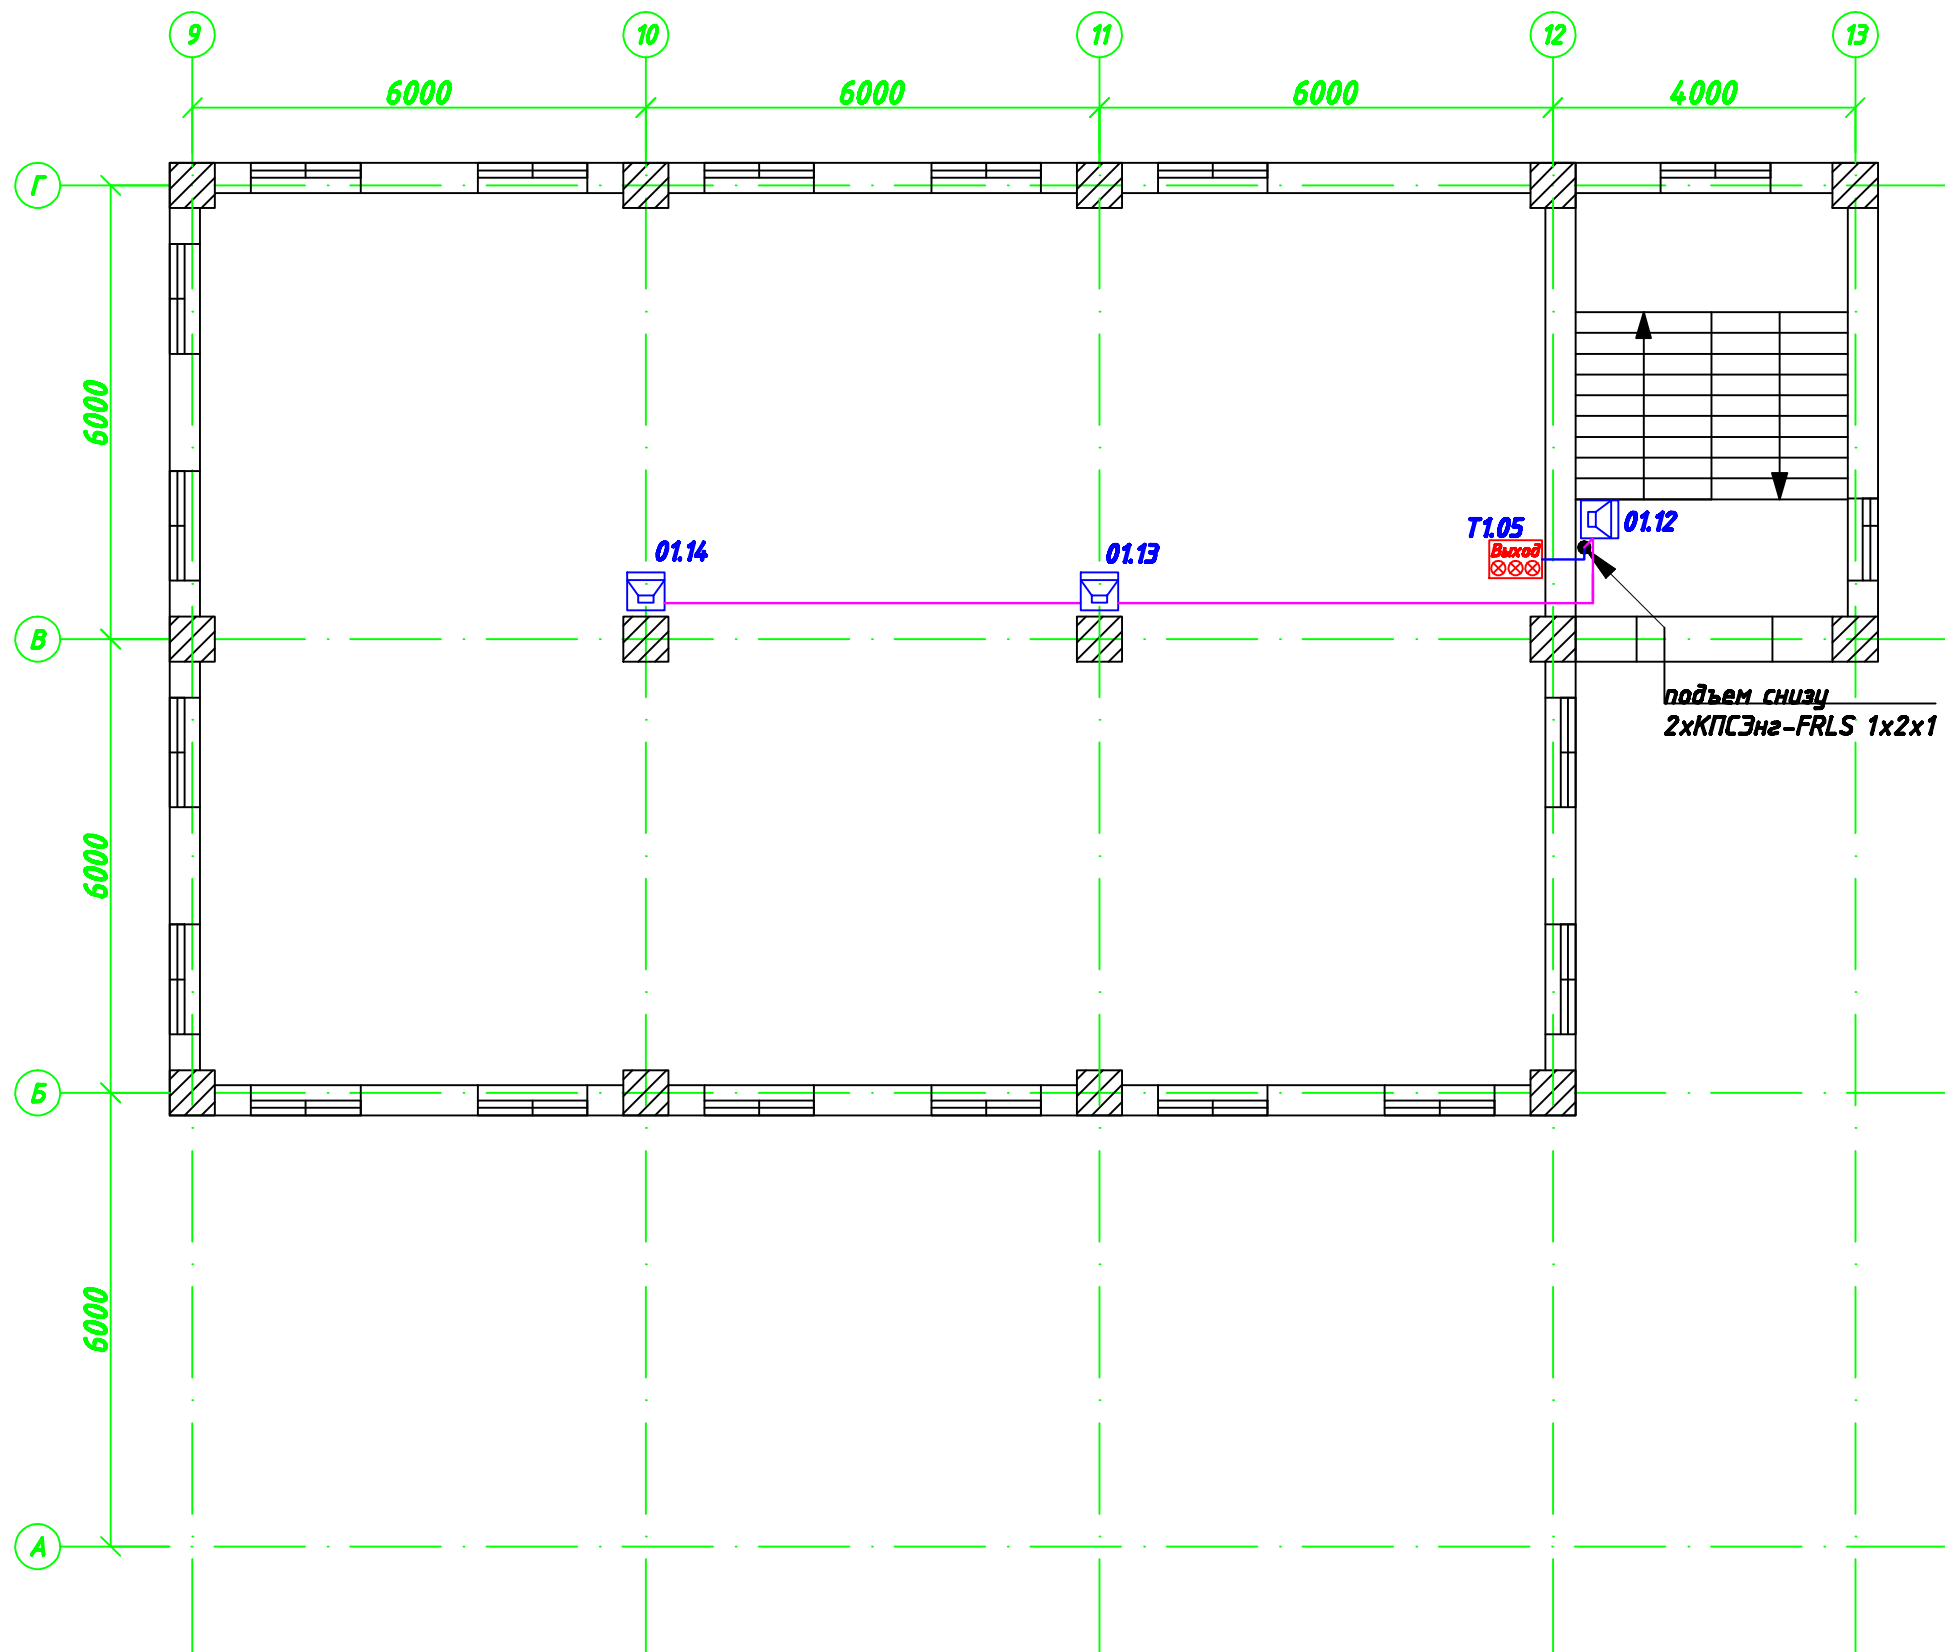 9 10 11 12 13
6000 6000 6000 4000
Г
6000
01.14
01.13
Т1.05
Выход
01.12
В
подъем снизу
2хКПСЭнг-FRLS 1х2х1
6000
Б
6000
А